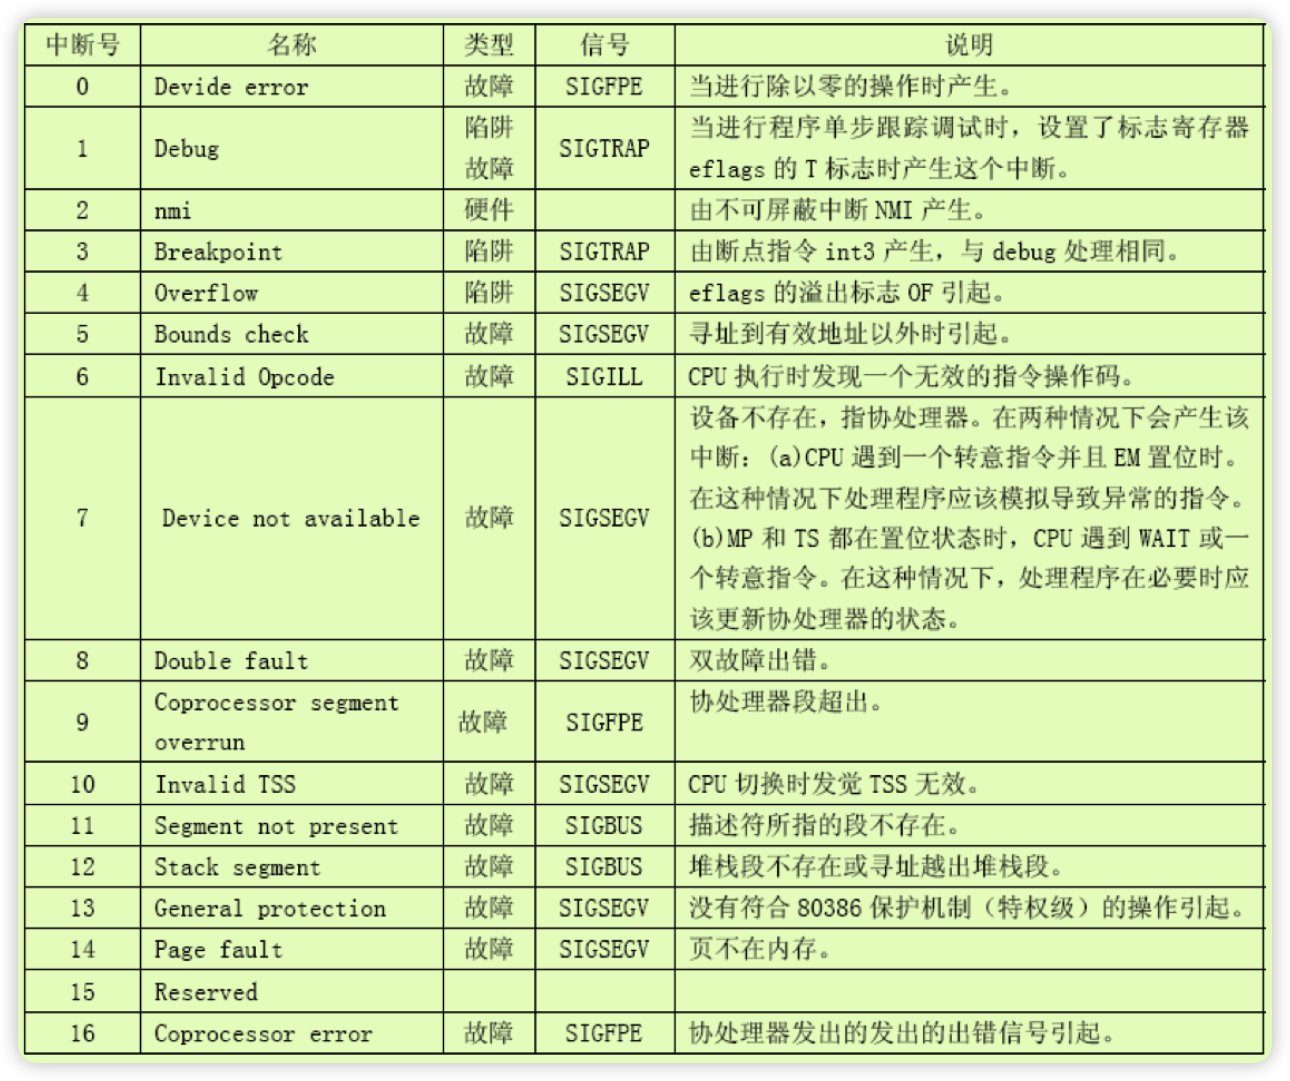 中断号 名称 类型 信号 说明
0 Devide error 故障 SIGFPE 当进行除以零的操作时产生。
1 Debug 陷阱 故障 SIGTRAP 当进行程序单步跟踪调试时，设置了标志寄存器
eflags 的 T 标志时产生这个中断。
2 nmi 硬件 由不可屏蔽中断 NMI 产生。
3 Breakpoint 陷阱 SIGTRAP 由断点指令 int3 产生，与 debug 处理相同。
4 Overflow 陷阱 SIGSEGV eflags 的溢出标志 OF 引起。
5 Bounds check 故障 SIGSEGV 寻址到有效地址以外时引起。
6 Invalid Opcode 故障 SIGILL CPU 执行时发现一个无效的指令操作码。
7 Device not available 故障 SIGSEGV 设备不存在，指协处理器。在两种情况下会产生该
中断：(a)CPU 遇到一个转意指令并且 EM 置位时。
在这种情况下处理程序应该模拟导致异常的指令。
(b)MP 和 TS 都在置位状态时，CPU 遇到 WAIT 或一
个转意指令。在这种情况下，处理程序在必要时应
该更新协处理器的状态。
8 Double fault 故障 SIGSEGV 双故障出错。
9 Coprocessor segment
overrun 故障 SIGFPE 协处理器段超出。
10 Invalid TSS 故障 SIGSEGV CPU 切换时发觉 TSS 无效。
11 Segment not present 故障 SIGBUS 描述符所指的段不存在。
12 Stack segment 故障 SIGBUS 堆栈段不存在或寻址越出堆栈段。
13 General protection 故障 SIGSEGV 没有符合 80386 保护机制（特权级）的操作引起。
14 Page fault 故障 SIGSEGV 页不在内存。
15 Reserved
16 Coprocessor error 故障 SIGFPE 协处理器发出的发出的出错信号引起。